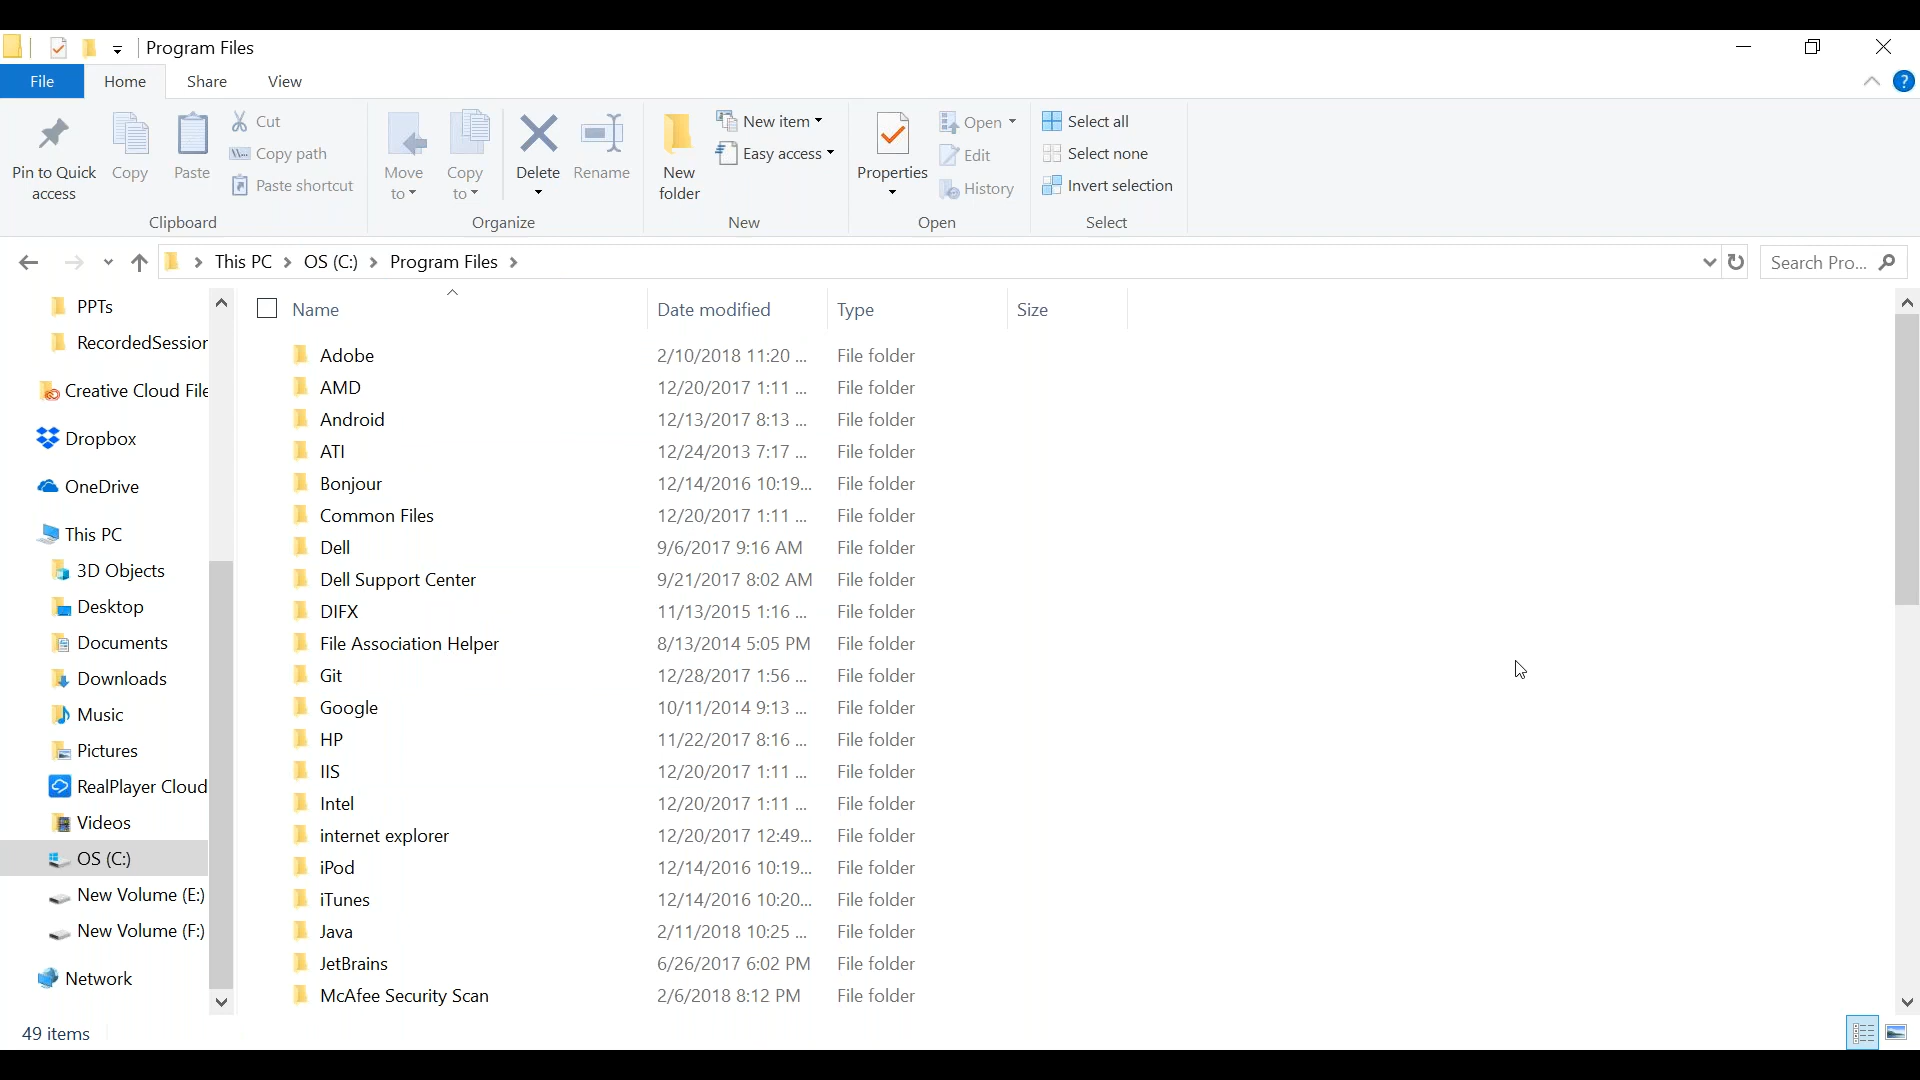 Program Files
File Home Share View
Pin to Quick access
Copy
Paste
Cut
Copy path
Paste shortcut
Clipboard
Move to
Copy to
Delete
Rename
Organize
New folder
New item
Easy access
New
Properties
Open
Edit
History
Open
Select all
Select none
Invert selection
Select
This PC OS (C:) Program Files
Search Pro...
PPTs
RecordedSession
Creative Cloud File
Dropbox
OneDrive
This PC
3D Objects
Desktop
Documents
Downloads
Music
Pictures
RealPlayer Cloud
Videos
OS (C:)
New Volume (E:)
New Volume (F:)
Network
Name Date modified Type Size
Adobe 2/10/2018 11:20 ... File folder
AMD 12/20/2017 1:11 ... File folder
Android 12/13/2017 8:13 ... File folder
ATI 12/24/2013 7:17 ... File folder
Bonjour 12/14/2016 10:19... File folder
Common Files 12/20/2017 1:11 ... File folder
Dell 9/6/2017 9:16 AM File folder
Dell Support Center 9/21/2017 8:02 AM File folder
DIFX 11/13/2015 1:16 ... File folder
File Association Helper 8/13/2014 5:05 PM File folder
Git 12/28/2017 1:56 ... File folder
Google 10/11/2014 9:13 ... File folder
HP 11/22/2017 8:16 ... File folder
IIS 12/20/2017 1:11 ... File folder
Intel 12/20/2017 1:11 ... File folder
internet explorer 12/20/2017 12:49... File folder
iPod 12/14/2016 10:19... File folder
iTunes 12/14/2016 10:20... File folder
Java 2/11/2018 10:25 ... File folder
JetBrains 6/26/2017 6:02 PM File folder
McAfee Security Scan 2/6/2018 8:12 PM File folder
49 items